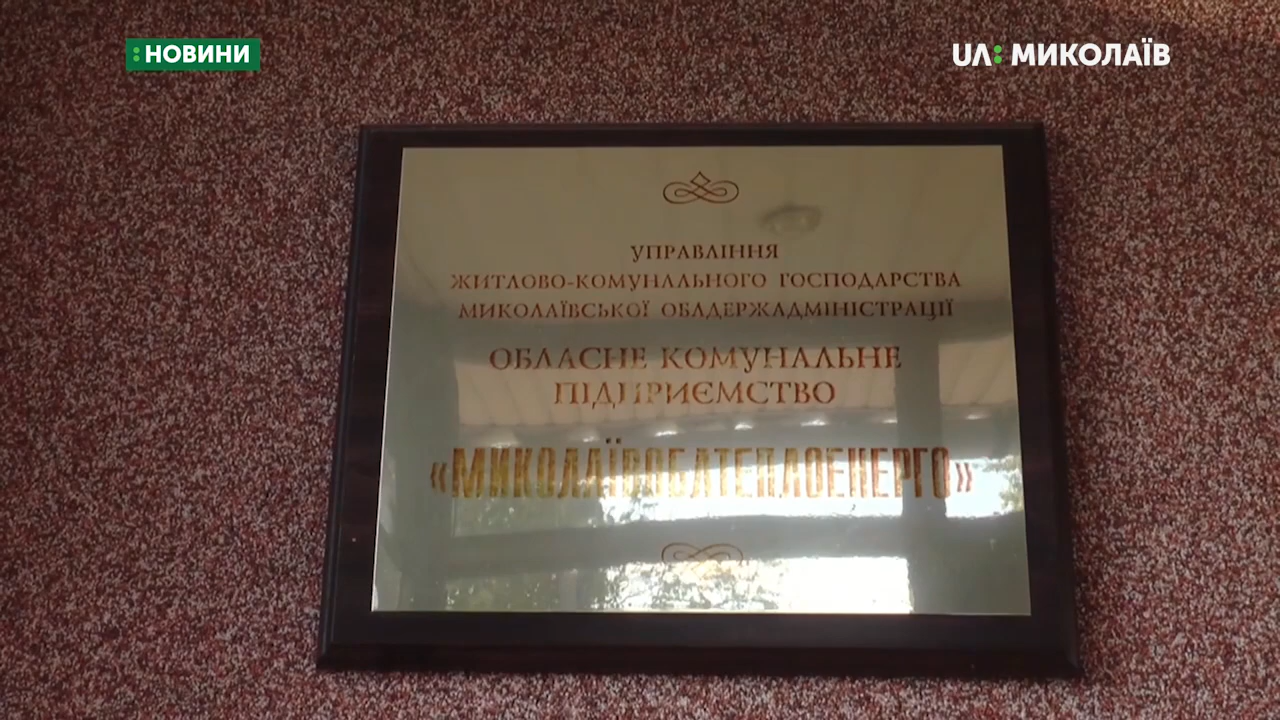 :НОВИНИ
UA: МИКОЛАЇВ
УПРАВЛІННЯ
ЖИТЛОВО-КОМУНАЛЬНОГО ГОСПОДАРСТВА
МИКОЛАЇВСЬКОЇ ОБЛДЕРЖАДМІНІСТРАЦІЇ
ОБЛАСНЕ КОМУНАЛЬНЕ
ПІДПРИЄМСТВО
«МИКОЛАЇВОБЛТЕПЛОЕНЕРГО»